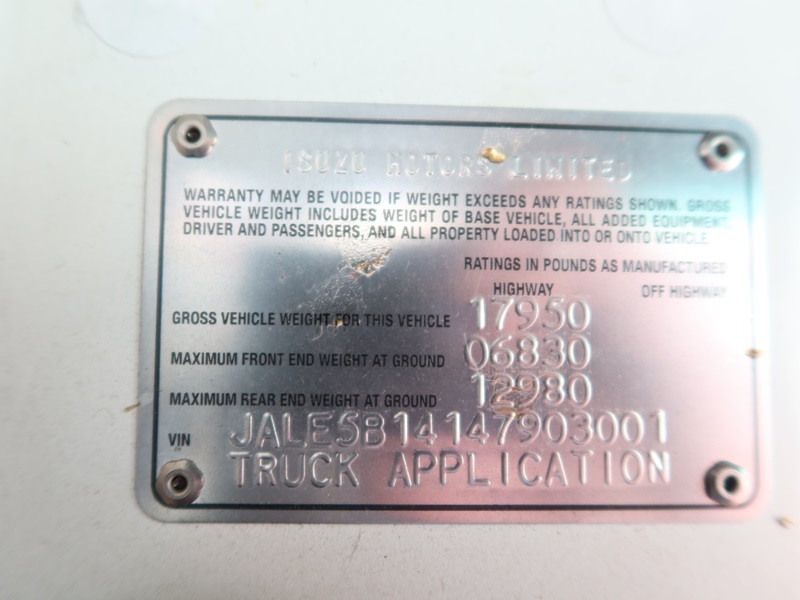 ISUZU MOTORS LIMITED
WARRANTY MAY BE VOIDED IF WEIGHT EXCEEDS ANY RATINGS SHOWN. GROSS
VEHICLE WEIGHT INCLUDES WEIGHT OF BASE VEHICLE, ALL ADDED EQUIPMENT,
DRIVER AND PASSENGERS, AND ALL PROPERTY LOADED INTO OR ONTO VEHICLE
RATINGS IN POUNDS AS MANUFACTURED
HIGHWAY OFF HIGHWAY
GROSS VEHICLE WEIGHT FOR THIS VEHICLE 17950
MAXIMUM FRONT END WEIGHT AT GROUND 06830
MAXIMUM REAR END WEIGHT AT GROUND 12980
VIN JALE5B14147903001
TRUCK APPLICATION